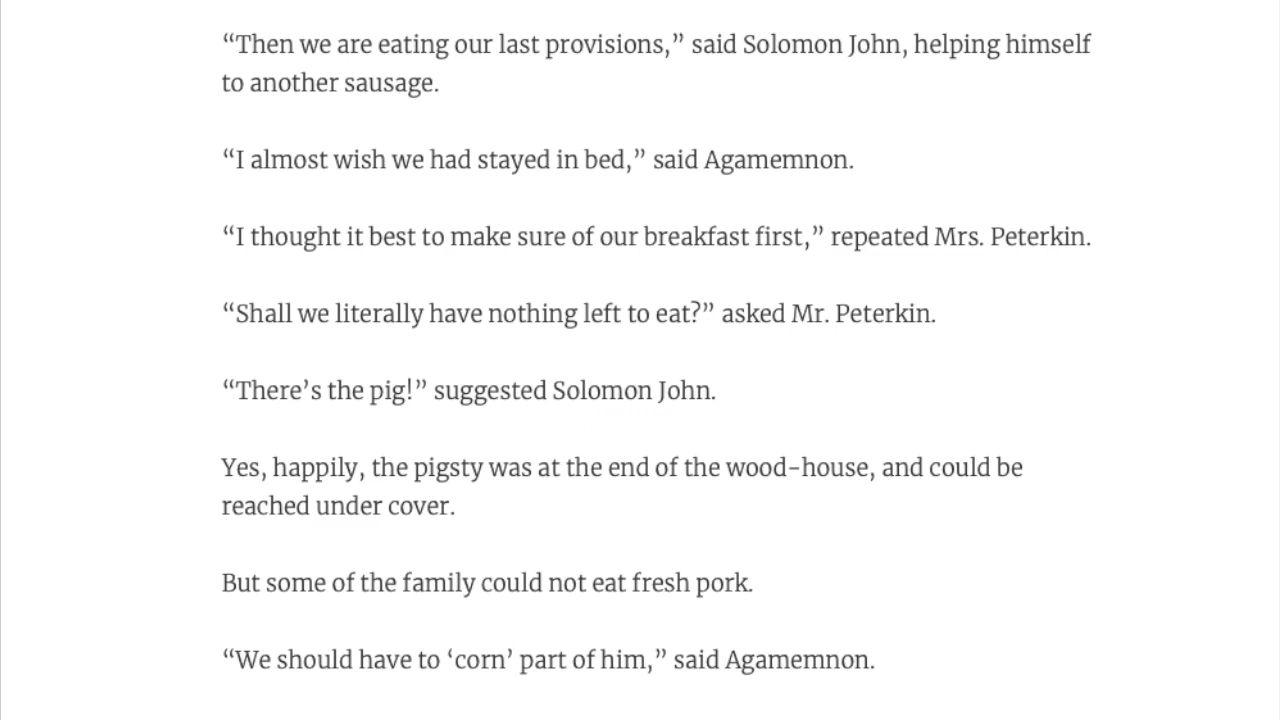 “Then we are eating our last provisions,” said Solomon John, helping himself
to another sausage.
“I almost wish we had stayed in bed,” said Agamemnon.
“I thought it best to make sure of our breakfast first,” repeated Mrs. Peterkin.
“Shall we literally have nothing left to eat?” asked Mr. Peterkin.
“There’s the pig!” suggested Solomon John.
Yes, happily, the pigsty was at the end of the wood-house, and could be
reached under cover.
But some of the family could not eat fresh pork.
“We should have to ‘corn’ part of him,” said Agamemnon.